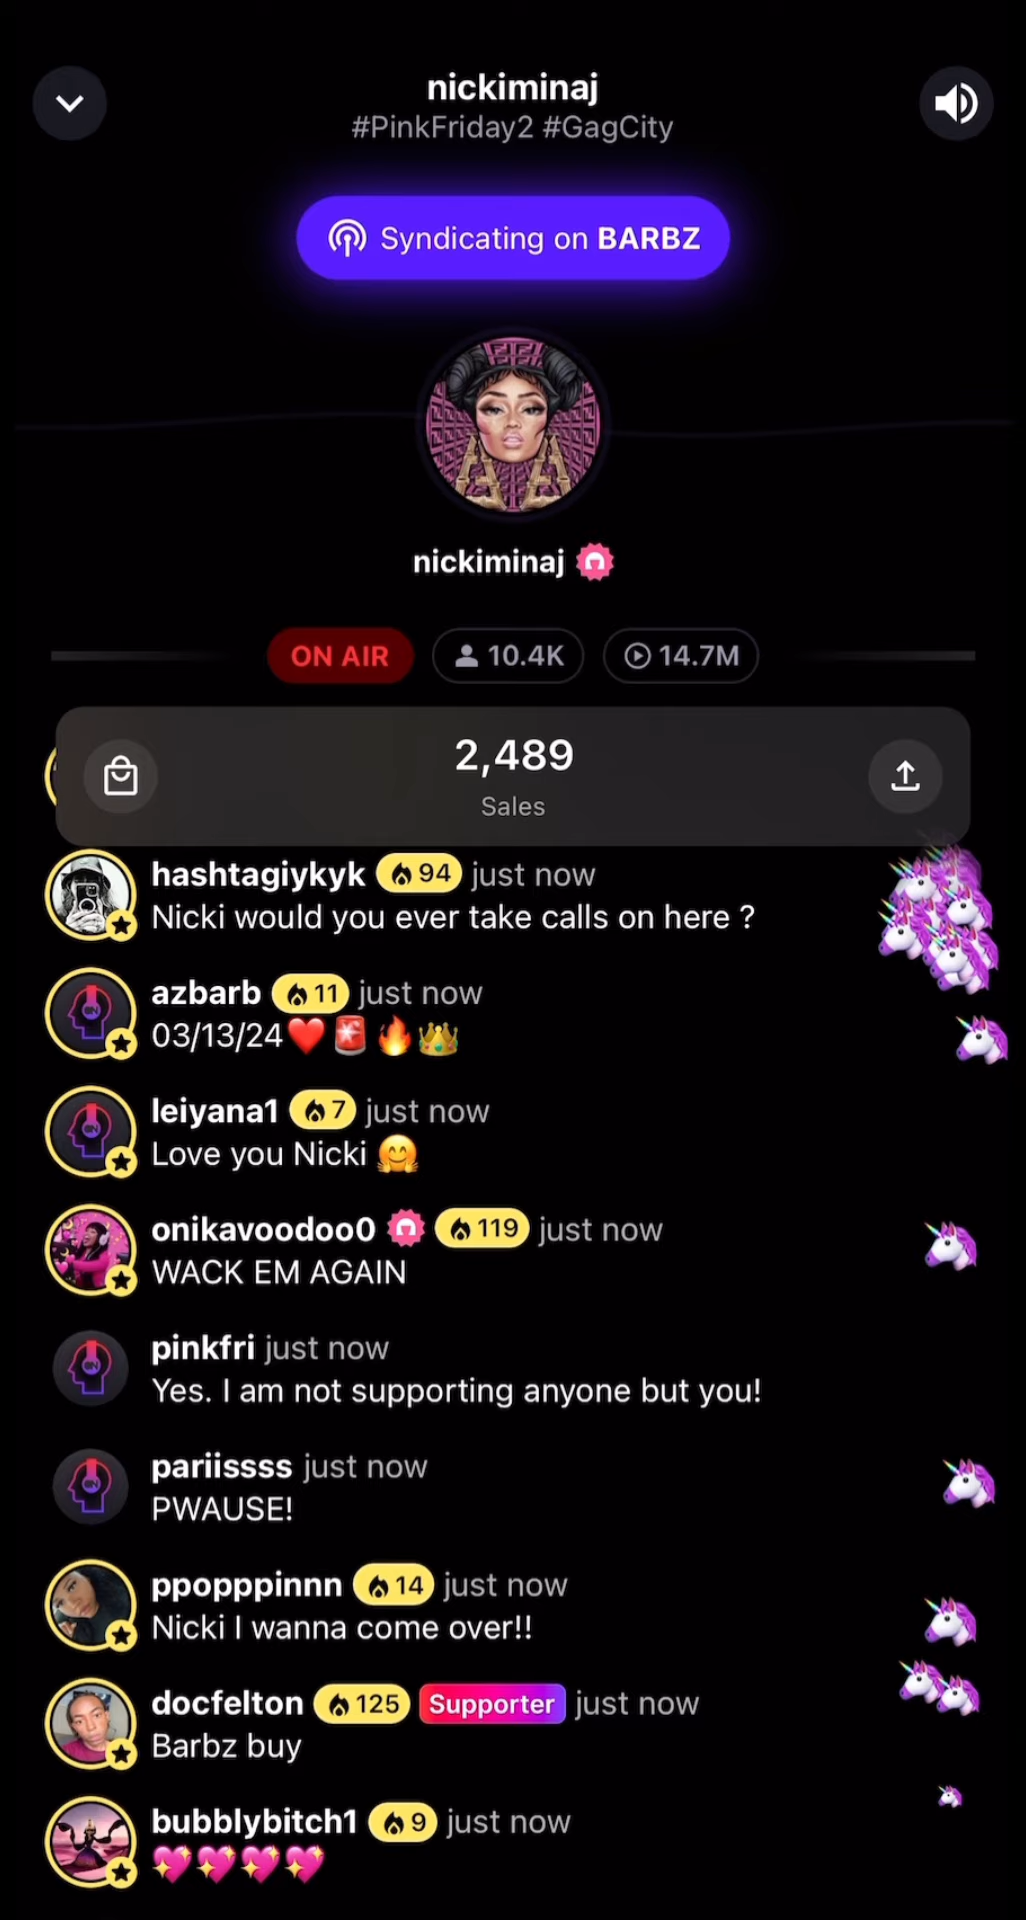 nickiminaj
#PinkFriday2 #GagCity
Syndicating on BARBZ
nickiminaj
ON AIR 10.4K 14.7M
2,489
Sales
hashtagiykyk 94 just now
Nicki would you ever take calls on here ?
azbarb 11 just now
03/13/24❤️🚨🔥👑
leiyana1 7 just now
Love you Nicki 🤗
onikavoodoo0 119 just now
WACK EM AGAIN
pinkfri just now
Yes. I am not supporting anyone but you!
pariissss just now
PWAUSE!
ppopppinnn 14 just now
Nicki I wanna come over!!
docfelton 125 Supporter just now
Barbz buy
bubblybitch1 9 just now
💖💖💖💖